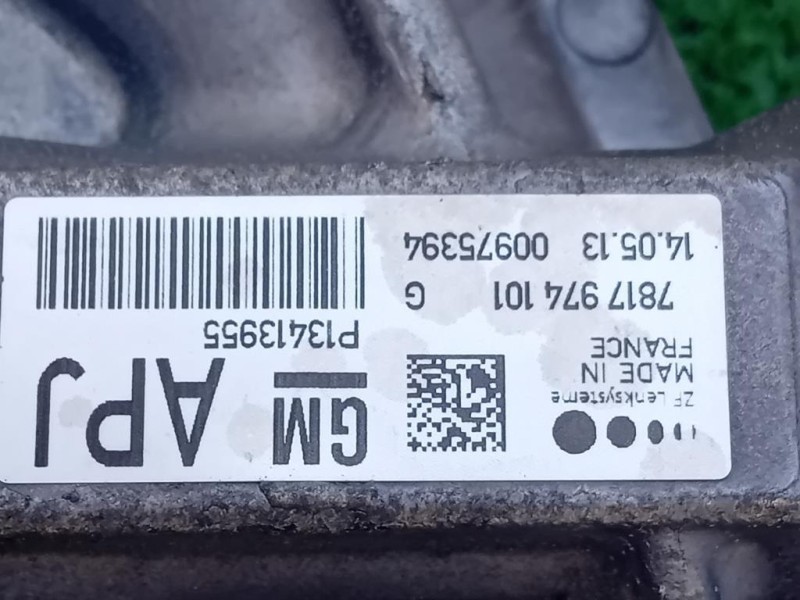 ZF Lenksysteme
MADE IN
FRANCE
GM
APJ
P13413955
7817 974 101 G
14.05.13 00975394